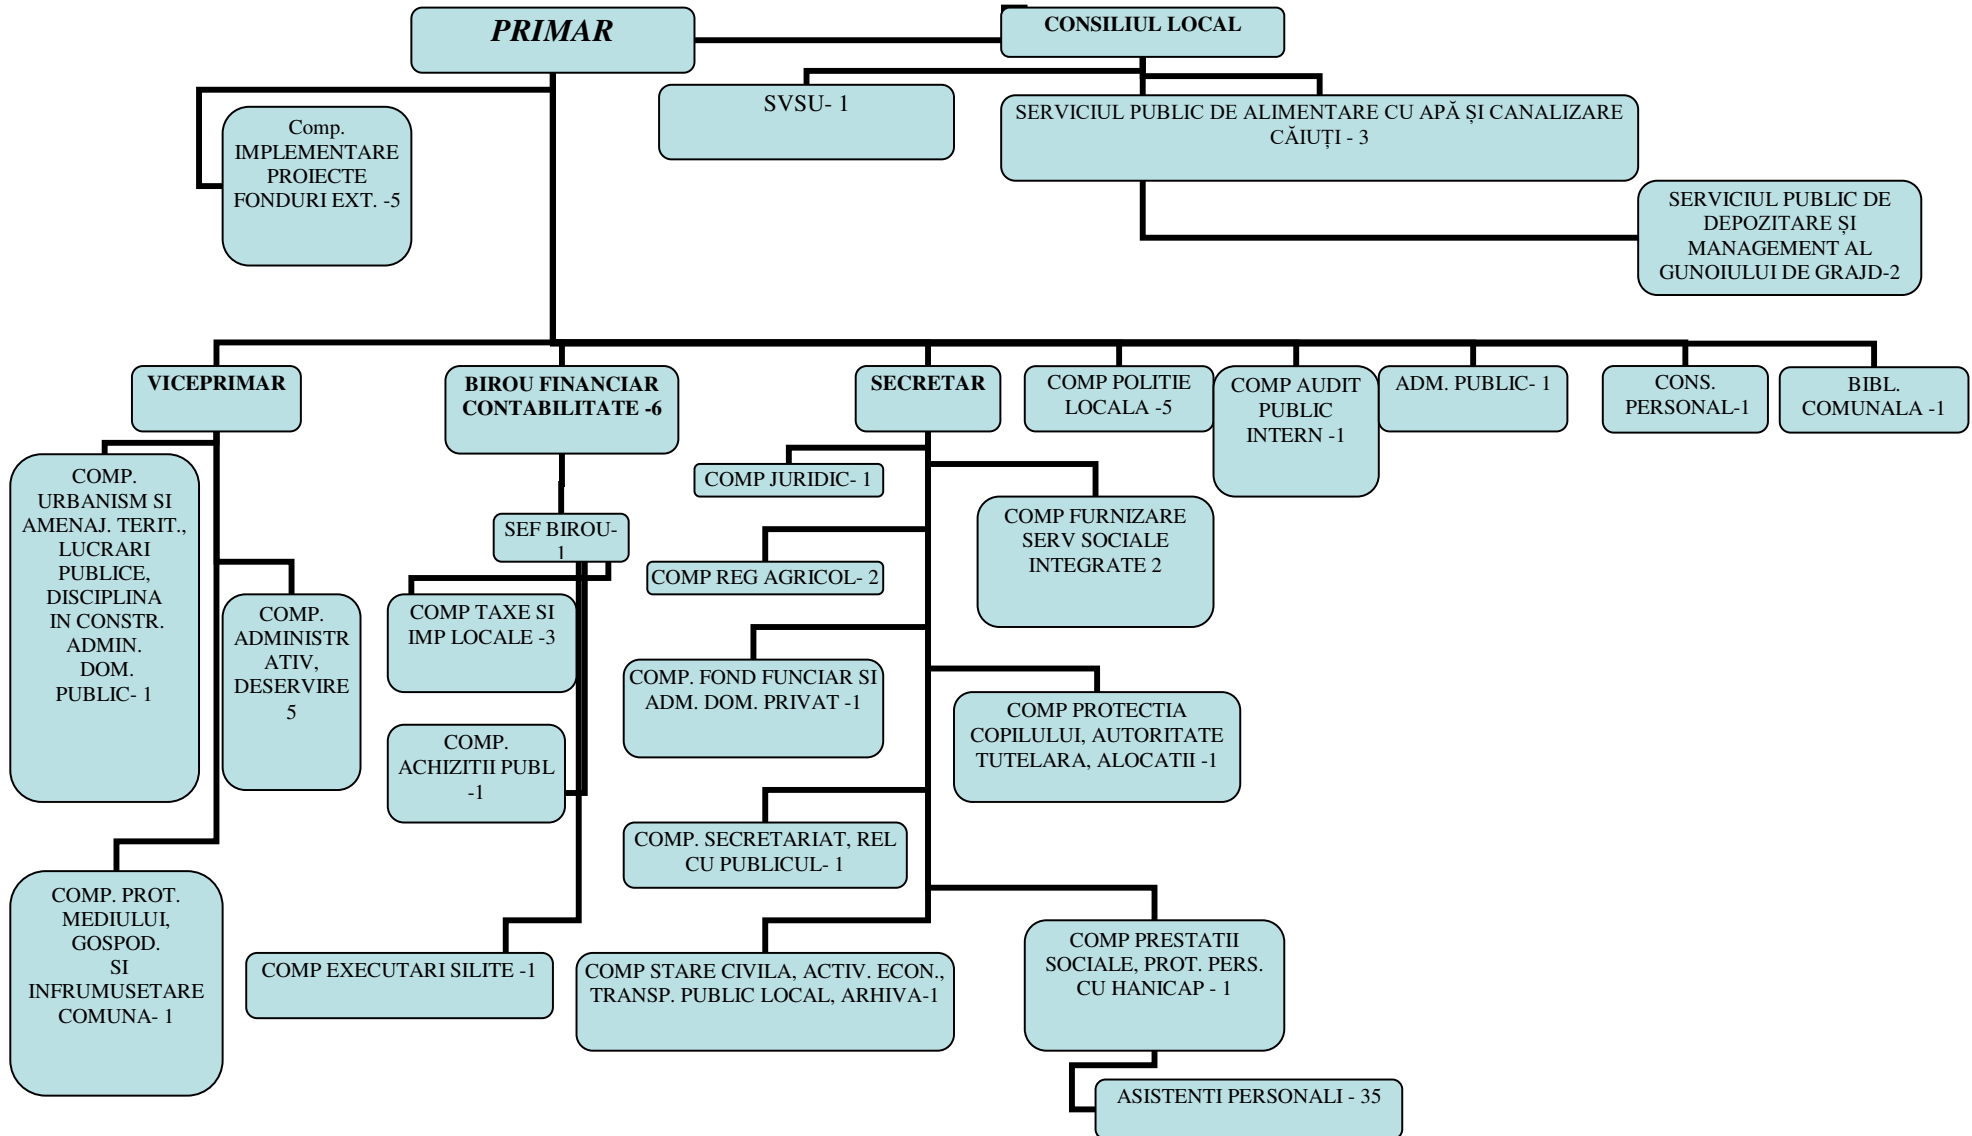 PRIMAR
CONSILIUL LOCAL
SVSU- 1
SERVICIUL PUBLIC DE ALIMENTARE CU APĂ ȘI CANALIZARE
CĂIUȚI - 3
Comp.
IMPLEMENTARE
PROIECTE
FONDURI EXT. -5
SERVICIUL PUBLIC DE
DEPOZITARE ȘI
MANAGEMENT AL
GUNOIULUI DE GRAJD-2
VICEPRIMAR
BIROU FINANCIAR
CONTABILITATE -6
SECRETAR
COMP POLITIE
LOCALA -5
COMP AUDIT
PUBLIC
INTERN -1
ADM. PUBLIC- 1
CONS.
PERSONAL-1
BIBL.
COMUNALA -1
COMP.
URBANISM SI
AMENAJ. TERIT.,
LUCRARI
PUBLICE,
DISCIPLINA
IN CONSTR.
ADMIN.
DOM.
PUBLIC- 1
COMP.
ADMINISTR
ATIV,
DESERVIRE
5
SEF BIROU-
1
COMP TAXE SI
IMP LOCALE -3
COMP.
ACHIZITII PUBL
-1
COMP JURIDIC- 1
COMP FURNIZARE
SERV SOCIALE
INTEGRATE 2
COMP REG AGRICOL- 2
COMP. FOND FUNCIAR SI
ADM. DOM. PRIVAT -1
COMP PROTECTIA
COPILULUI, AUTORITATE
TUTELARA, ALOCATII -1
COMP. SECRETARIAT, REL
CU PUBLICUL- 1
COMP. PROT.
MEDIULUI,
GOSPOD.
SI
INFRUMUSETARE
COMUNA- 1
COMP EXECUTARI SILITE -1
COMP STARE CIVILA, ACTIV. ECON.,
TRANSP. PUBLIC LOCAL, ARHIVA-1
COMP PRESTATII
SOCIALE, PROT. PERS.
CU HANICAP - 1
ASISTENTI PERSONALI - 35